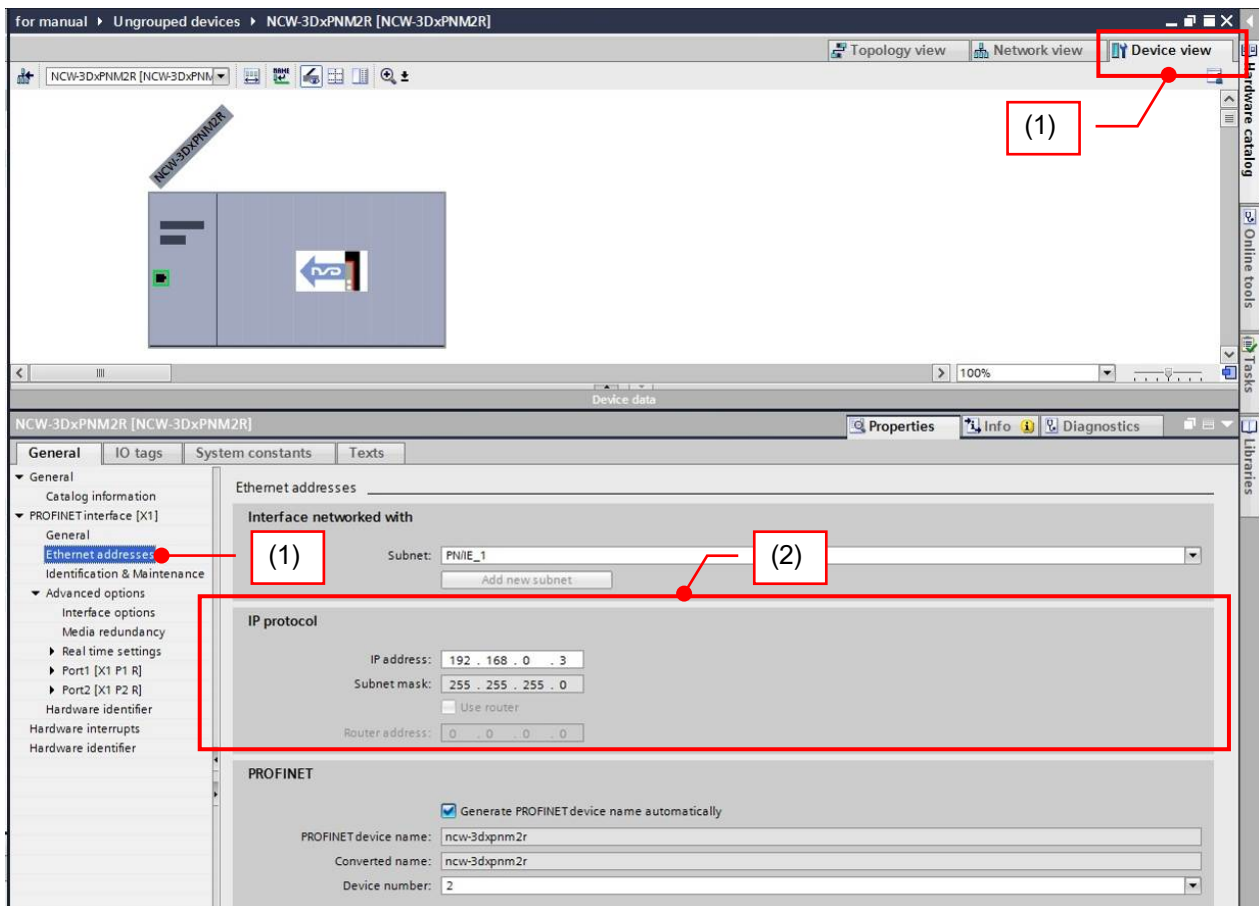 for manual ▸ Ungrouped devices ▸ NCW-3DxPNM2R [NCW-3DxPNM2R]
Topology view Network view Device view
NCW-3DxPNM2R [NCW-3DxPNM
(1)
NCW-3DxPNM2R
Hardware catalog
Online tools
Tasks
Libraries
100%
Device data
NCW-3DxPNM2R [NCW-3DxPNM2R]
Properties Info Diagnostics
General IO tags System constants Texts
General
Catalog information
PROFINET interface [X1]
General
Ethernet addresses
Identification & Maintenance
Advanced options
Interface options
Media redundancy
Real time settings
Port1 [X1 P1 R]
Port2 [X1 P2 R]
Hardware identifier
Hardware interrupts
Hardware identifier
(1)
Ethernet addresses
Interface networked with
Subnet: PN/IE_1
(2)
Add new subnet
IP protocol
IP address: 192 . 168 . 0 . 3
Subnet mask: 255 . 255 . 255 . 0
Use router
Router address: 0 . 0 . 0 . 0
PROFINET
Generate PROFINET device name automatically
PROFINET device name: ncw-3dxpnm2r
Converted name: ncw-3dxpnm2r
Device number: 2